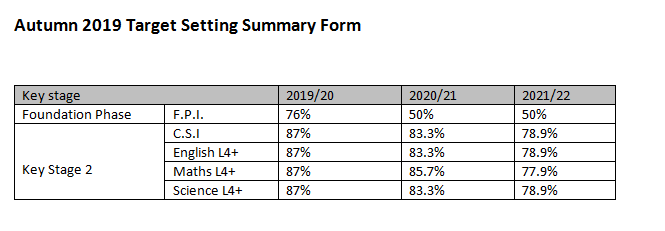 Autumn 2019 Target Setting Summary Form
Key stage 2019/20 2020/21 2021/22
Foundation Phase F.P.I. 76% 50% 50%
C.S.I 87% 83.3% 78.9%
English L4+ 87% 83.3% 78.9%
Key Stage 2 Maths L4+ 87% 85.7% 77.9%
Science L4+ 87% 83.3% 78.9%